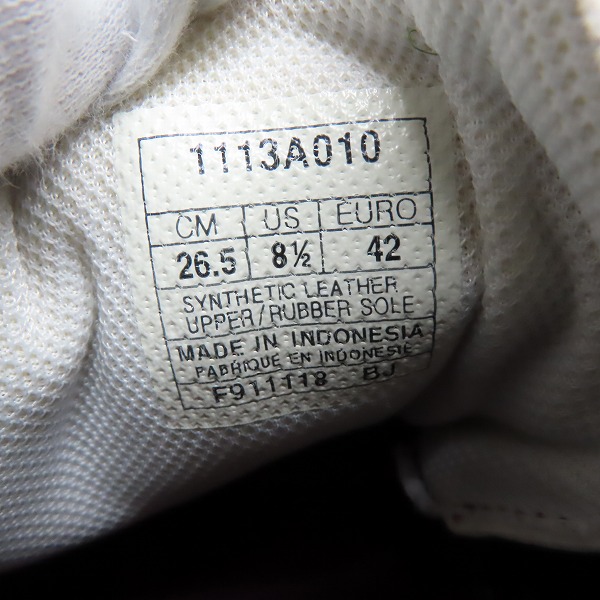 1113A010
CM US EURO
26.5 8½ 42
SYNTHETIC LEATHER
UPPER/RUBBER SOLE
MADE IN INDONESIA
FABRIQUE EN INDONESIE
F911118 BJ